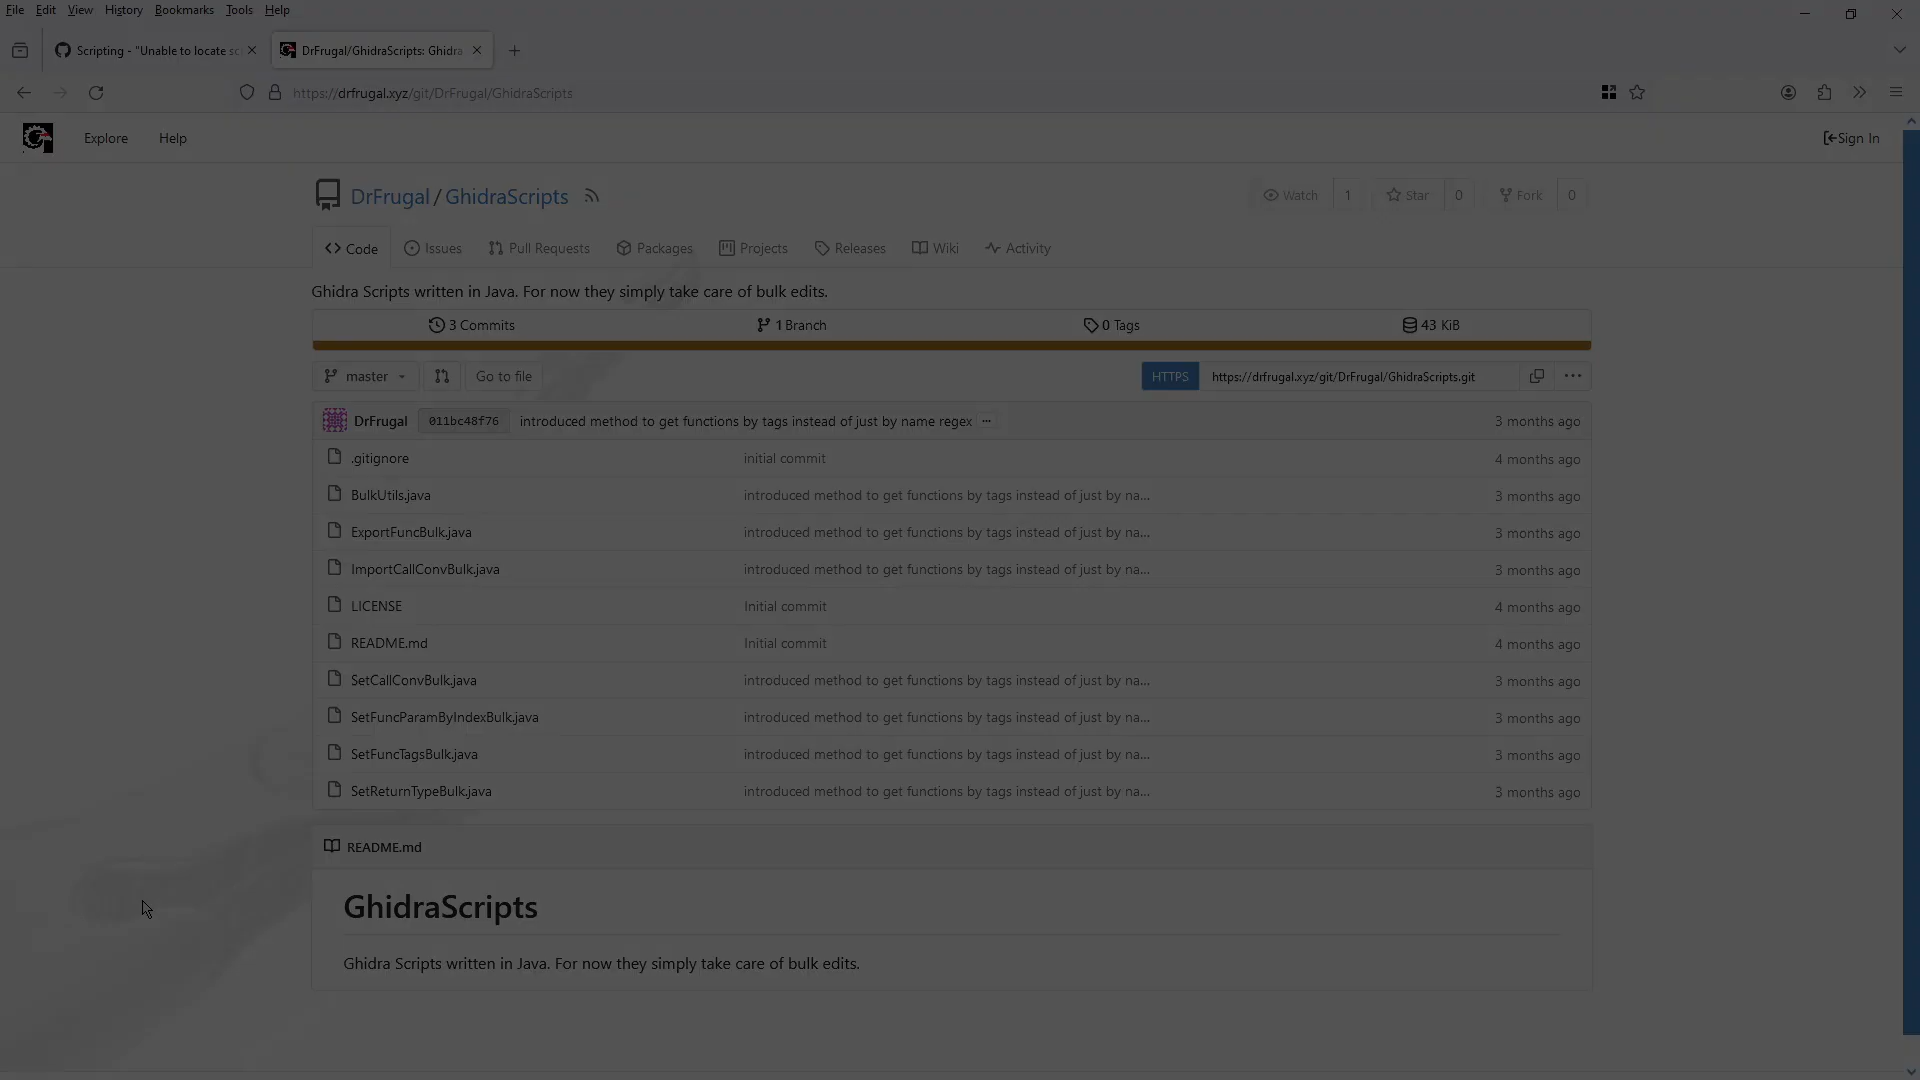 File Edit View History Bookmarks Tools Help
Scripting - "Unable to locate sc
DrFrugal/GhidraScripts: Ghidra
https://drfrugal.xyz/git/DrFrugal/GhidraScripts
Explore Help Sign In
DrFrugal/GhidraScripts Watch 1 Star 0 Fork 0
Code Issues Pull Requests Packages Projects Releases Wiki Activity
Ghidra Scripts written in Java. For now they simply take care of bulk edits.
3 Commits 1 Branch 0 Tags 43 KiB
master Go to file HTTPS https://drfrugal.xyz/git/DrFrugal/GhidraScripts.git ...
DrFrugal 011bc48f76 introduced method to get functions by tags instead of just by name regex ... 3 months ago
.gitignore initial commit 4 months ago
BulkUtils.java introduced method to get functions by tags instead of just by na... 3 months ago
ExportFuncBulk.java introduced method to get functions by tags instead of just by na... 3 months ago
ImportCallConvBulk.java introduced method to get functions by tags instead of just by na... 3 months ago
LICENSE Initial commit 4 months ago
README.md Initial commit 4 months ago
SetCallConvBulk.java introduced method to get functions by tags instead of just by na... 3 months ago
SetFuncParamByIndexBulk.java introduced method to get functions by tags instead of just by na... 3 months ago
SetFuncTagsBulk.java introduced method to get functions by tags instead of just by na... 3 months ago
SetReturnTypeBulk.java introduced method to get functions by tags instead of just by na... 3 months ago
README.md
GhidraScripts
Ghidra Scripts written in Java. For now they simply take care of bulk edits.